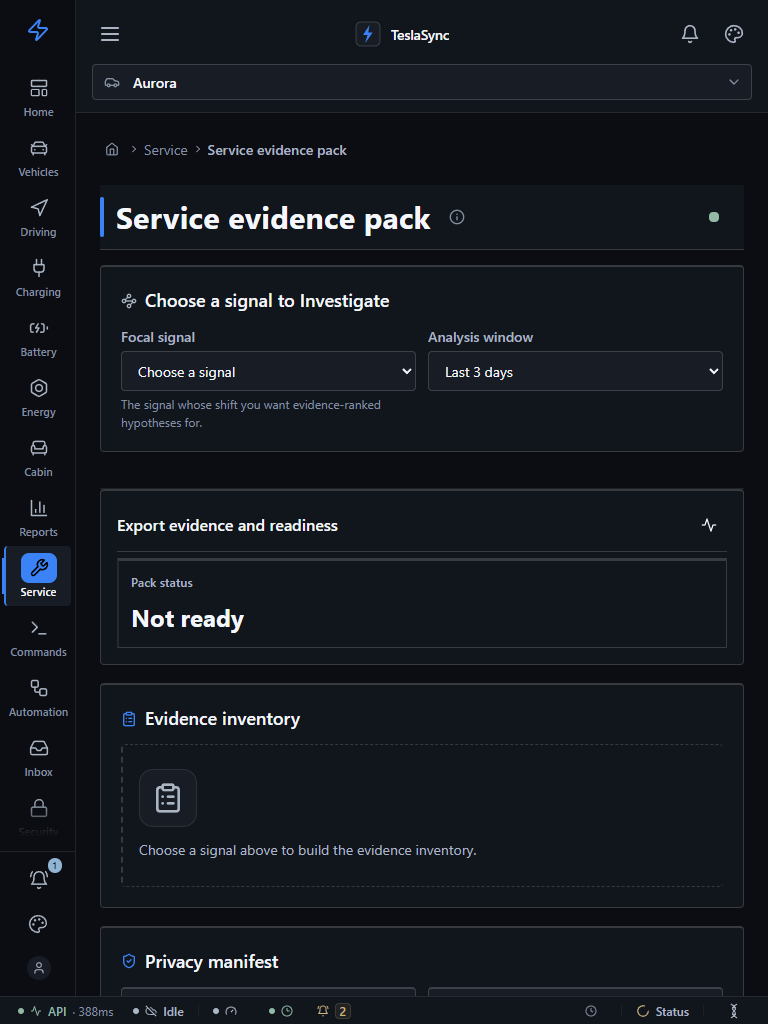 TeslaSync
Aurora
Home
Vehicles
Driving
Charging
Battery
Energy
Cabin
Reports
Service
Commands
Automation
Inbox
Security
1
Service
Service evidence pack
Service evidence pack
Choose a signal to Investigate
Focal signal
Analysis window
Choose a signal
Last 3 days
The signal whose shift you want evidence-ranked
hypotheses for.
Export evidence and readiness
Pack status
Not ready
Evidence inventory
Choose a signal above to build the evidence inventory.
Privacy manifest
API · 388ms
Idle
2
Status